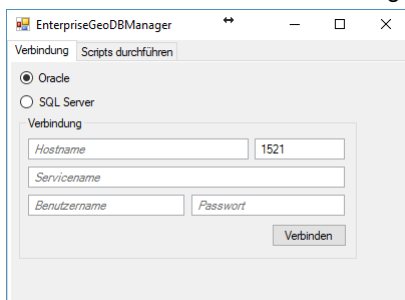 EnterpriseGeoDBManager
Verbindung Scripts durchführen
Oracle
SQL Server
Verbindung
Hostname 1521
Servicename
Benutzername Passwort
Verbinden